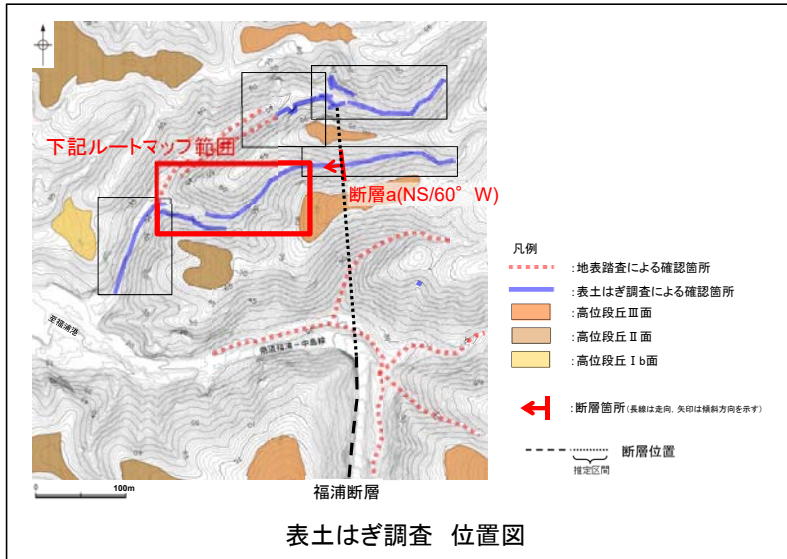 下記ルートマップ範囲
断層a(NS/60°W)
至福浦港
県道福浦－中島線
0
100m
福浦断層
凡例
:地表踏査による確認箇所
:表土はぎ調査による確認箇所
:高位段丘Ⅲ面
:高位段丘Ⅱ面
:高位段丘Ⅰb面
:断層箇所(長線は走向，矢印は傾斜方向を示す)
断層位置
推定区間
表土はぎ調査　位置図